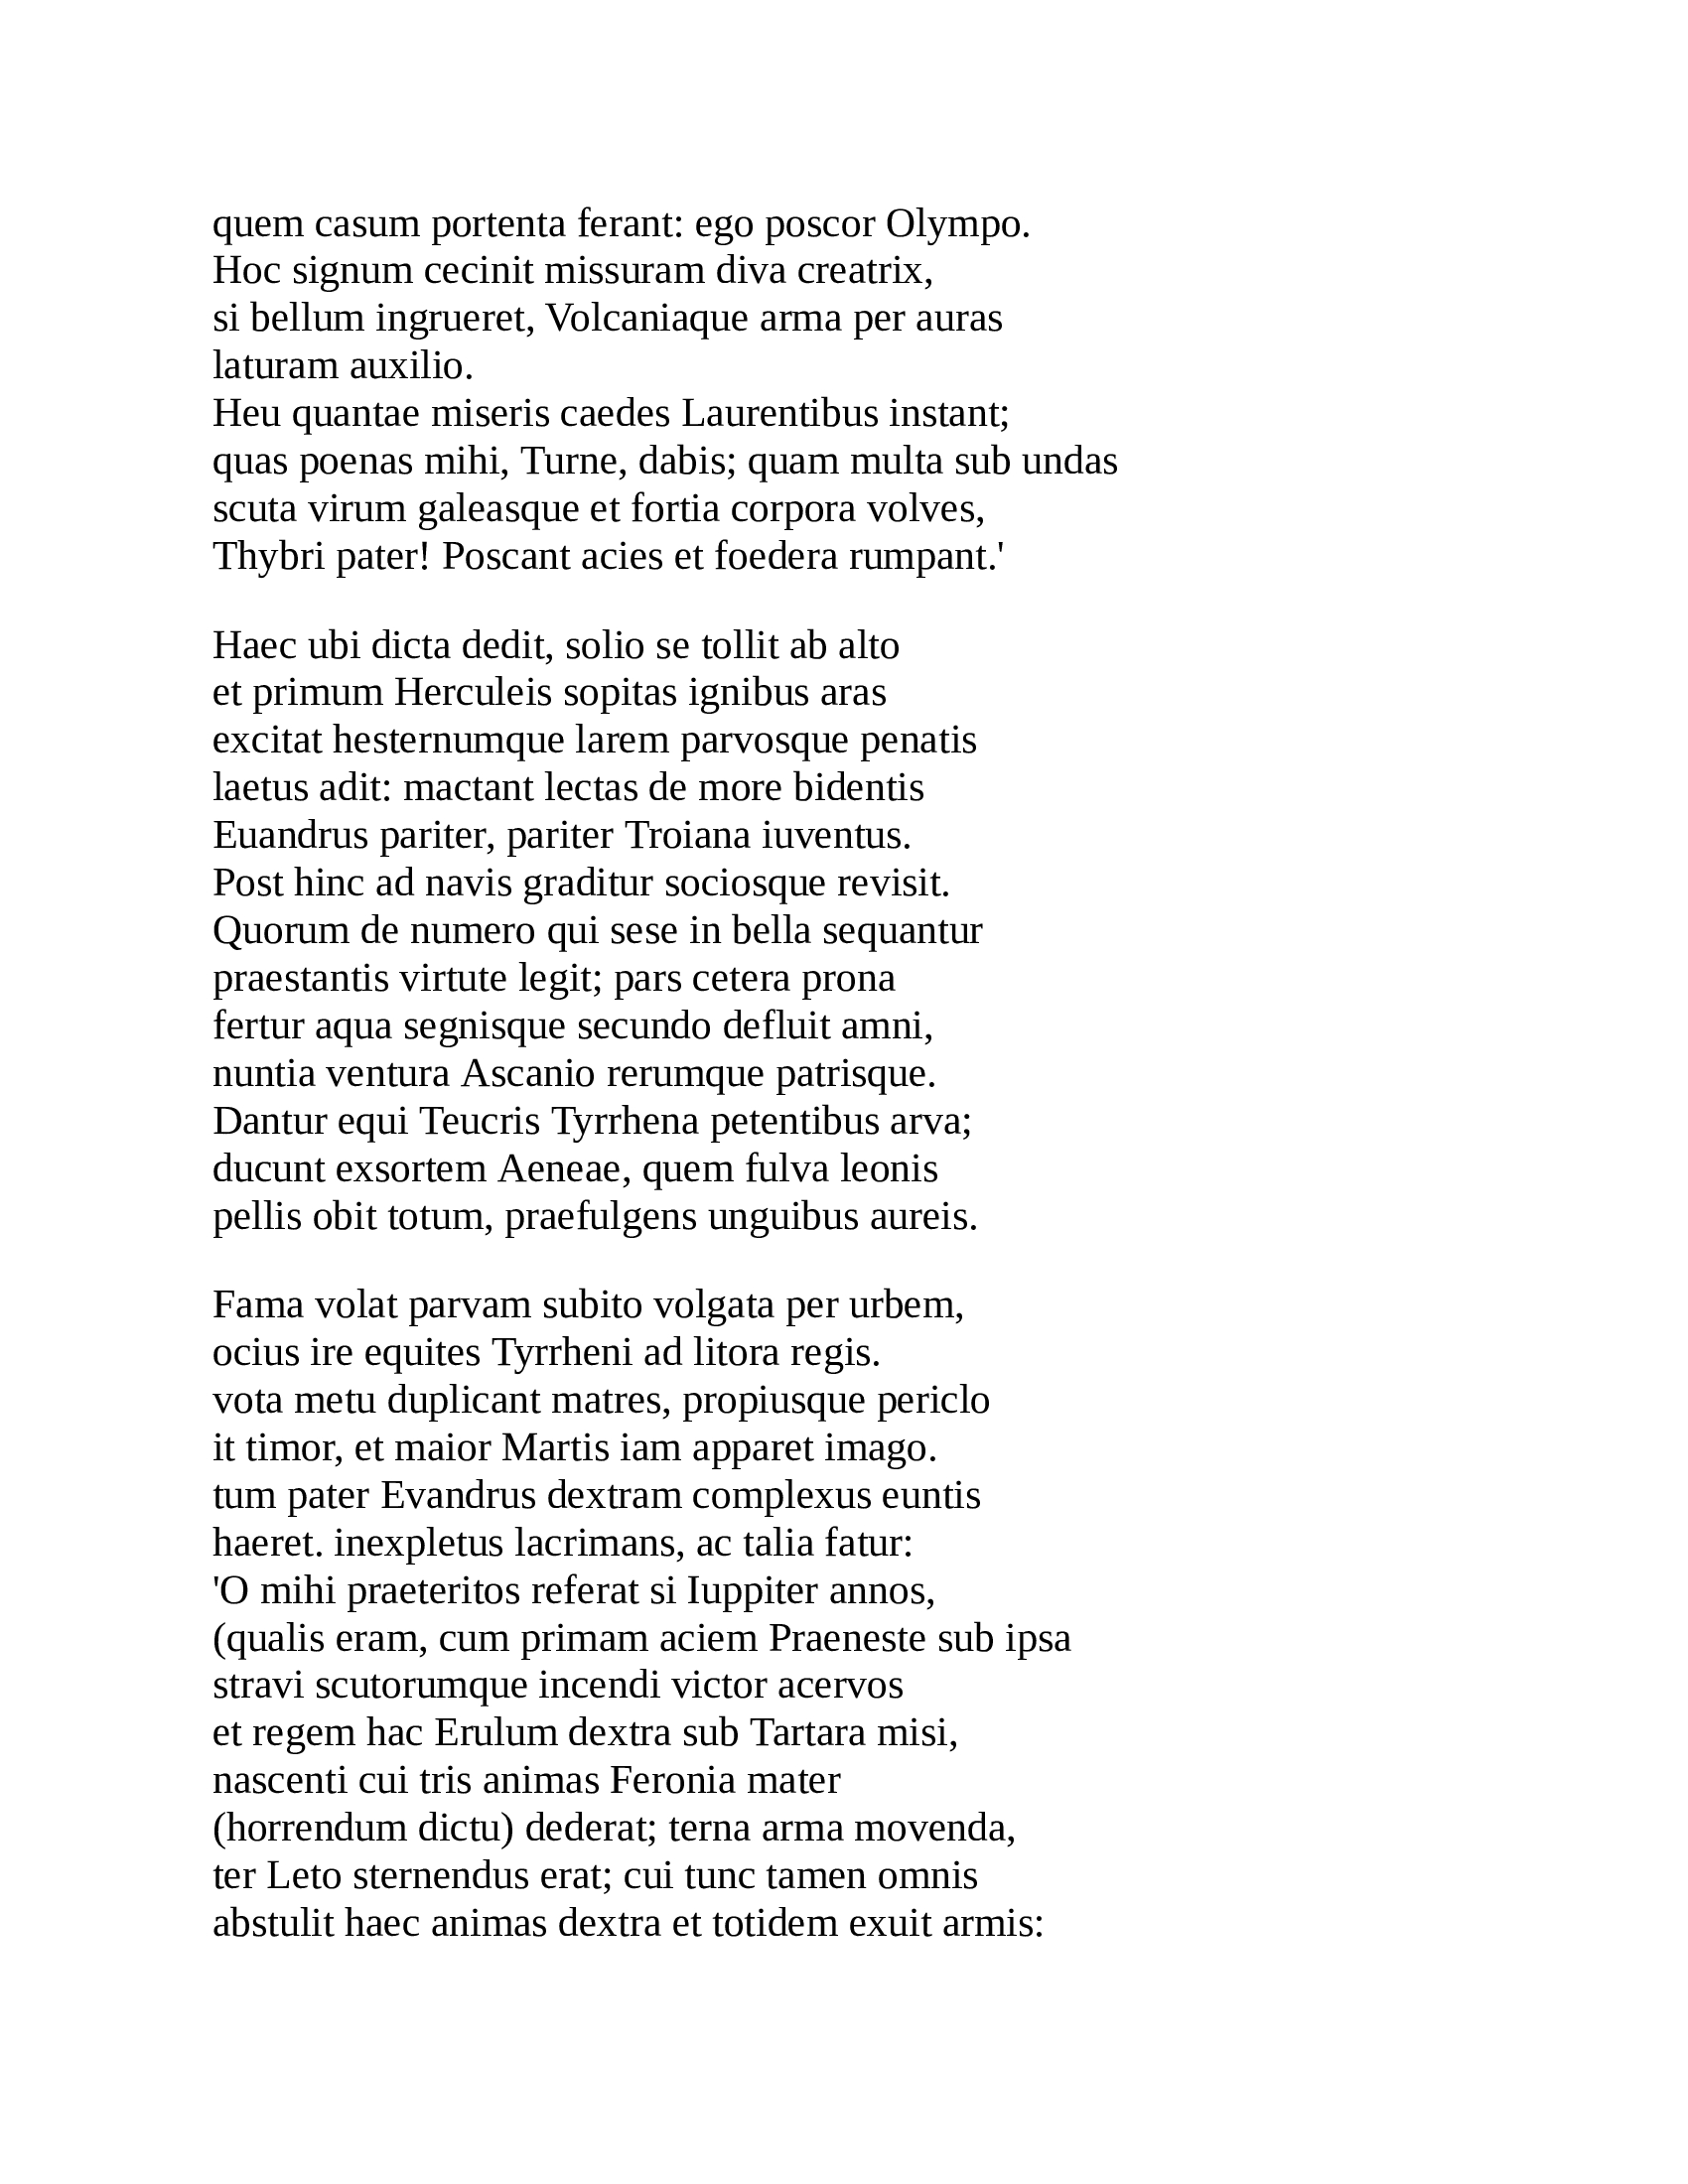 quem casum portenta ferant: ego poscor Olympo.
Hoc signum cecinit missuram diva creatrix,
si bellum ingrueret, Volcaniaque arma per auras
laturam auxilio.
Heu quantae miseris caedes Laurentibus instant;
quas poenas mihi, Turne, dabis; quam multa sub undas
scuta virum galeasque et fortia corpora volves,
Thybri pater! Poscant acies et foedera rumpant.'

Haec ubi dicta dedit, solio se tollit ab alto
et primum Herculeis sopitas ignibus aras
excitat hesternumque larem parvosque penatis
laetus adit: mactant lectas de more bidentis
Euandrus pariter, pariter Troiana iuventus.
Post hinc ad navis graditur sociosque revisit.
Quorum de numero qui sese in bella sequantur
praestantis virtute legit; pars cetera prona
fertur aqua segnisque secundo defluit amni,
nuntia ventura Ascanio rerumque patrisque.
Dantur equi Teucris Tyrrhena petentibus arva;
ducunt exsortem Aeneae, quem fulva leonis
pellis obit totum, praefulgens unguibus aureis.

Fama volat parvam subito volgata per urbem,
ocius ire equites Tyrrheni ad litora regis.
vota metu duplicant matres, propiusque periclo
it timor, et maior Martis iam apparet imago.
tum pater Evandrus dextram complexus euntis
haeret. inexpletus lacrimans, ac talia fatur:
'O mihi praeteritos referat si Iuppiter annos,
(qualis eram, cum primam aciem Praeneste sub ipsa
stravi scutorumque incendi victor acervos
et regem hac Erulum dextra sub Tartara misi,
nascenti cui tris animas Feronia mater
(horrendum dictu) dederat; terna arma movenda,
ter Leto sternendus erat; cui tunc tamen omnis
abstulit haec animas dextra et totidem exuit armis: